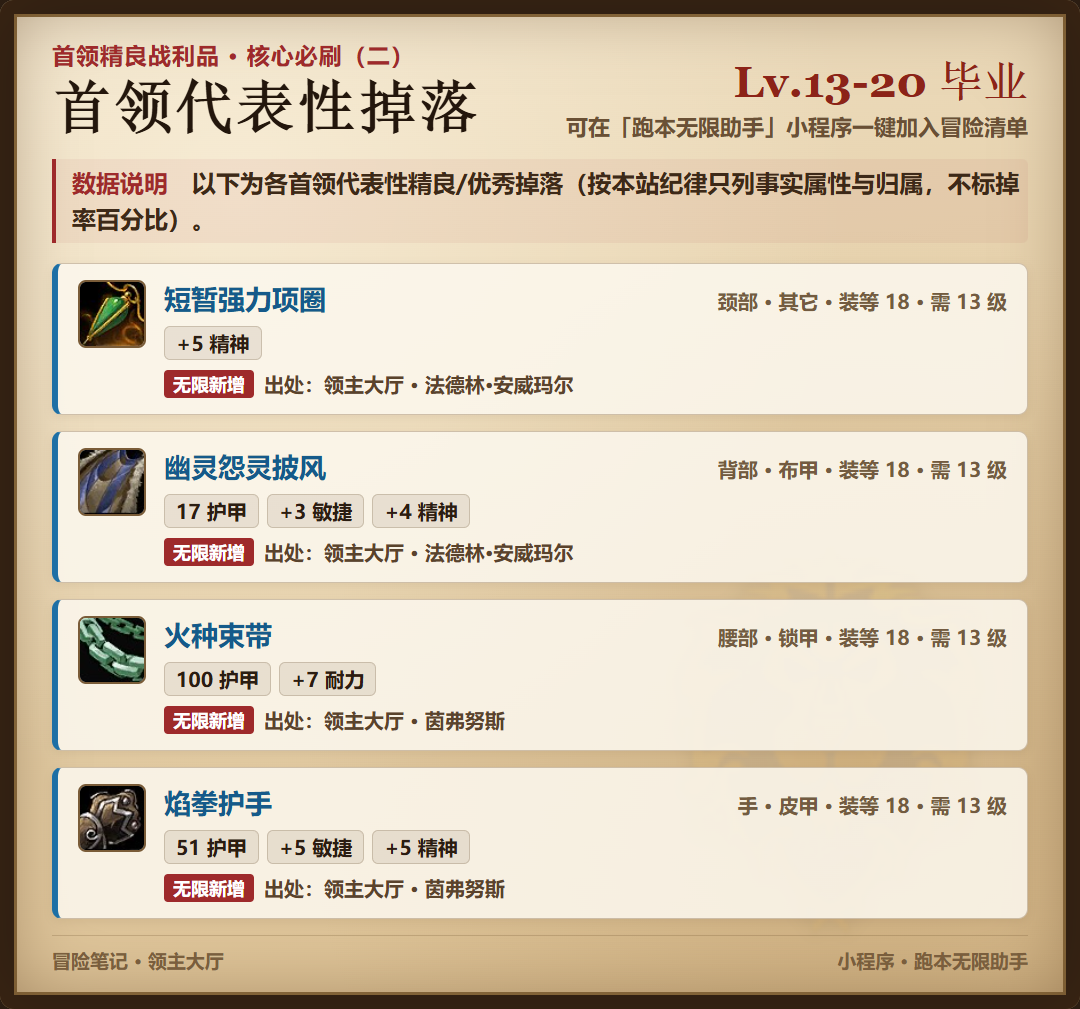 首领精良战利品 · 核心必刷（二）
首领代表性掉落
Lv.13-20 毕业
可在「跑本无限助手」小程序一键加入冒险清单
数据说明 以下为各首领代表性精良/优秀掉落（按本站纪律只列事实属性与归属，不标掉
率百分比）。
短暂强力项圈
颈部 · 其它 · 装等 18 · 需 13 级
+5 精神
无限新增 出处：领主大厅 · 法德林·安威玛尔
幽灵怨灵披风
背部 · 布甲 · 装等 18 · 需 13 级
17 护甲 +3 敏捷 +4 精神
无限新增 出处：领主大厅 · 法德林·安威玛尔
火种束带
腰部 · 锁甲 · 装等 18 · 需 13 级
100 护甲 +7 耐力
无限新增 出处：领主大厅 · 茵弗努斯
焰拳护手
手 · 皮甲 · 装等 18 · 需 13 级
51 护甲 +5 敏捷 +5 精神
无限新增 出处：领主大厅 · 茵弗努斯
冒险笔记 · 领主大厅
小程序 · 跑本无限助手